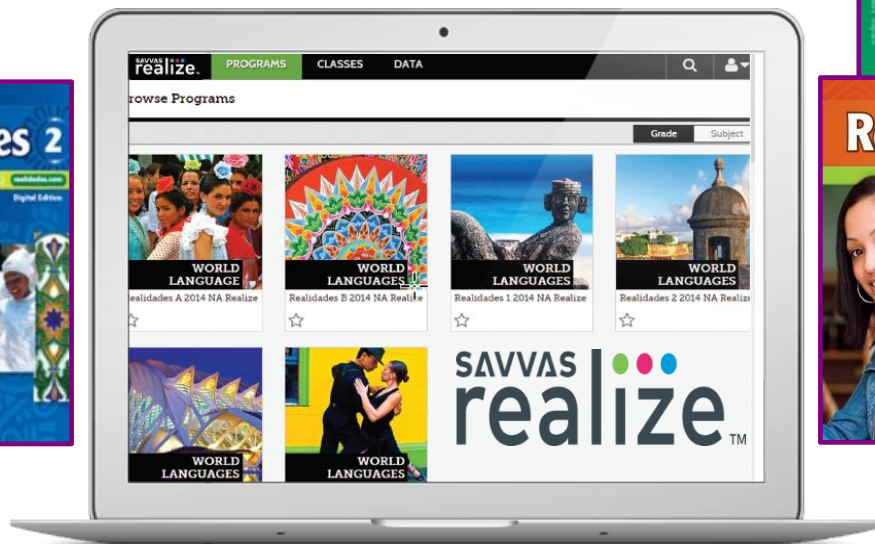 SAVVAS
realize.
PROGRAMS
CLASSES
DATA
rowse Programs
Grade
Subject
WORLD
LANGUAGE
WORLD
LANGUAGES
WORLD
LANGUAGES
WORLD
LANGUAGES
ealidades A 2014 NA Realize
Realidades B 2014 NA Realize
Realidades 1 2014 NA Realize
Realidades 2 2014 NA Realize
WORLD
LANGUAGES
WORLD
LANGUAGES
SAVVAS
realize TM
es 2
realidades.com
Digital Edition
R